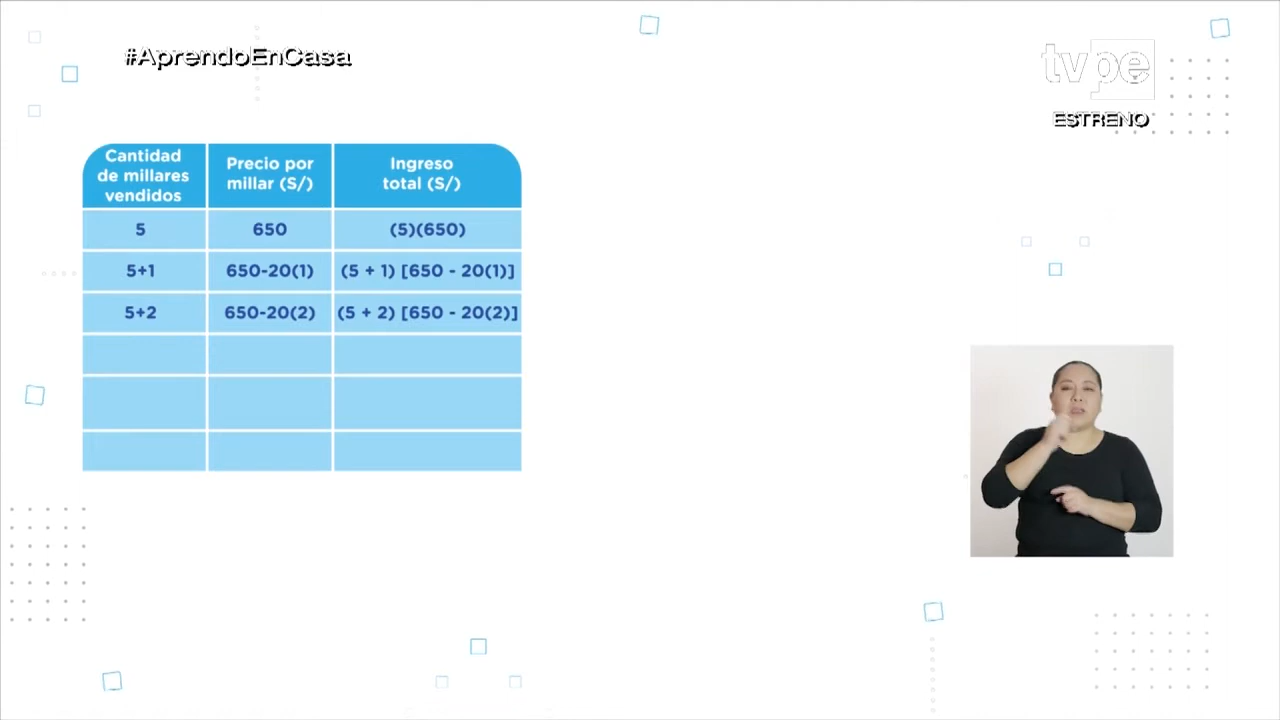 #AprendoEnCasa
tvpe
ESTRENO
Cantidad
de millares
vendidos
Precio por
millar (S/)
Ingreso
total (S/)
5
650
(5)(650)
5+1
650-20(1)
(5 + 1) [650 - 20(1)]
5+2
650-20(2)
(5 + 2) [650 - 20(2)]